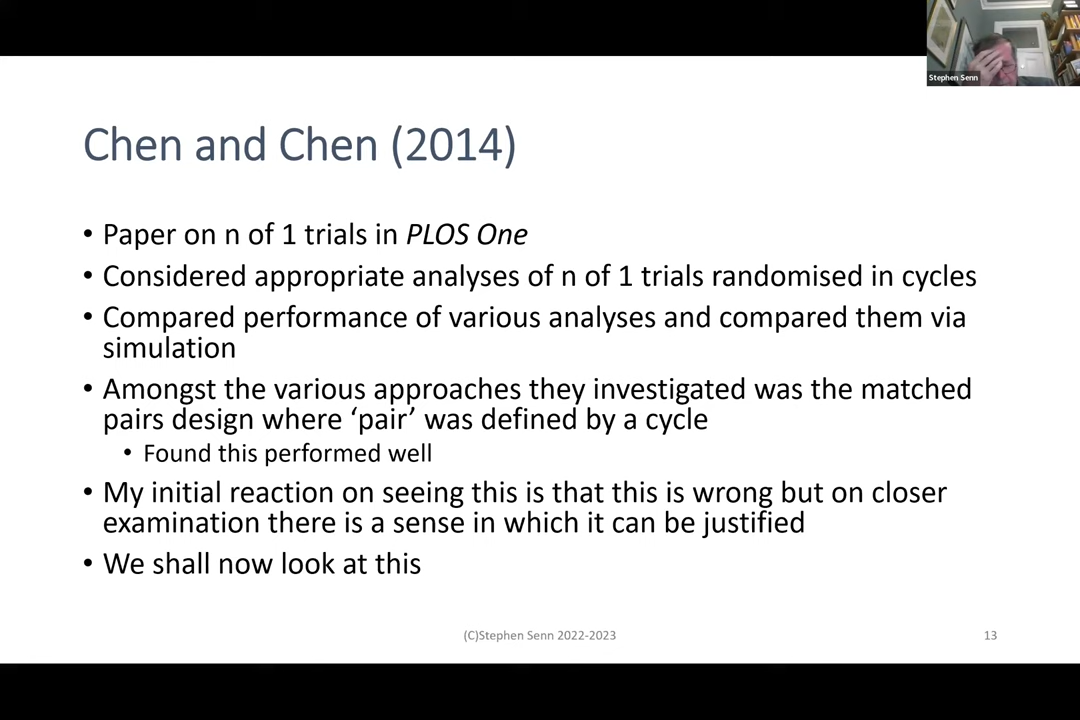 Stephen Senn
Chen and Chen (2014)
• Paper on n of 1 trials in PLOS One
• Considered appropriate analyses of n of 1 trials randomised in cycles
• Compared performance of various analyses and compared them via
simulation
• Amongst the various approaches they investigated was the matched
pairs design where ‘pair’ was defined by a cycle
• Found this performed well
• My initial reaction on seeing this is that this is wrong but on closer
examination there is a sense in which it can be justified
• We shall now look at this
(C)Stephen Senn 2022-2023
13